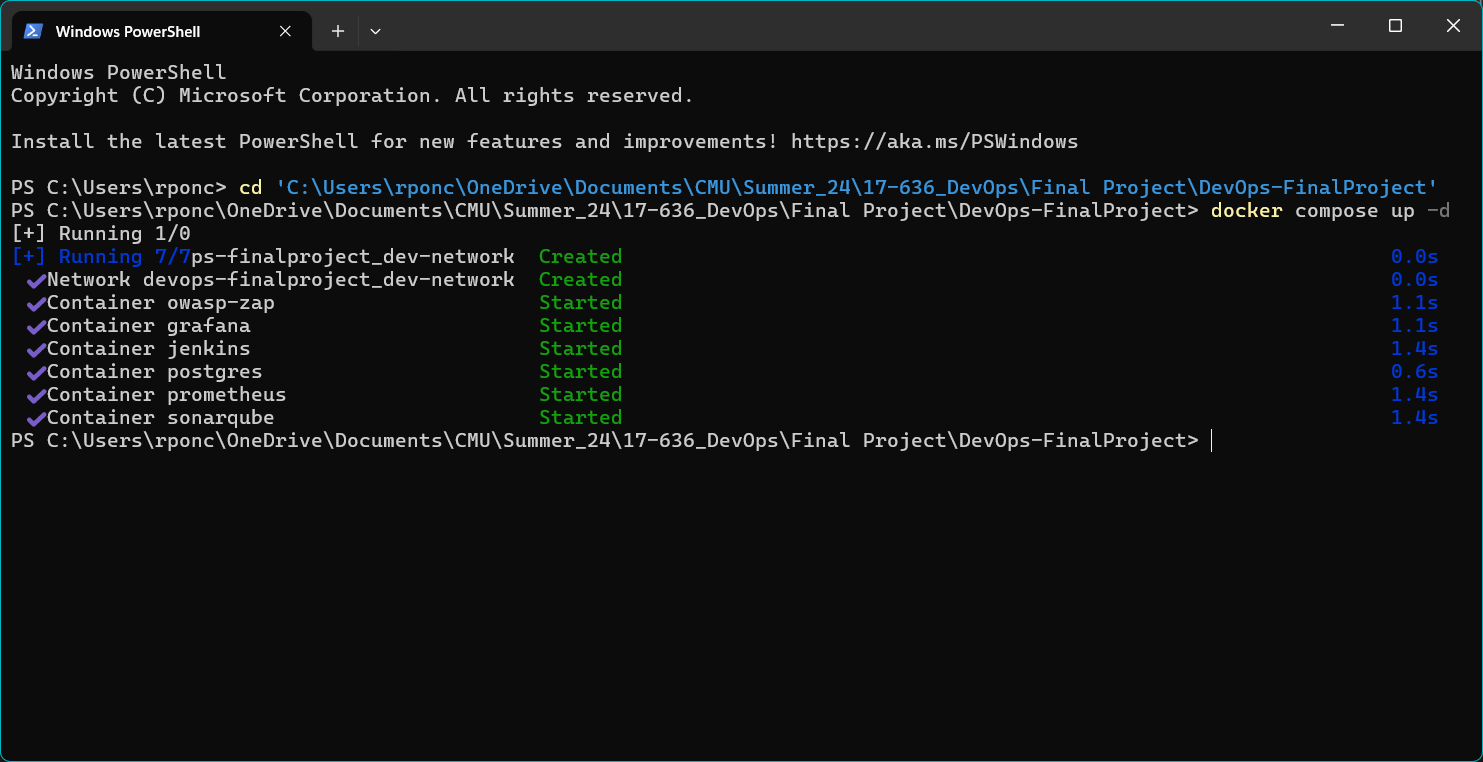 Windows PowerShell
Windows PowerShell
Copyright (C) Microsoft Corporation. All rights reserved.
Install the latest PowerShell for new features and improvements! https://aka.ms/PSWindows
PS C:\Users\rponc> cd 'C:\Users\rponc\OneDrive\Documents\CMU\Summer_24\17-636_DevOps\Final Project\DevOps-FinalProject'
PS C:\Users\rponc\OneDrive\Documents\CMU\Summer_24\17-636_DevOps\Final Project\DevOps-FinalProject> docker compose up -d
[+] Running 1/0
[+] Running 7/7ps-finalproject_dev-network Created 0.0s
✔Network devops-finalproject_dev-network Created 0.0s
✔Container owasp-zap Started 1.1s
✔Container grafana Started 1.1s
✔Container jenkins Started 1.4s
✔Container postgres Started 0.6s
✔Container prometheus Started 1.4s
✔Container sonarqube Started 1.4s
PS C:\Users\rponc\OneDrive\Documents\CMU\Summer_24\17-636_DevOps\Final Project\DevOps-FinalProject>